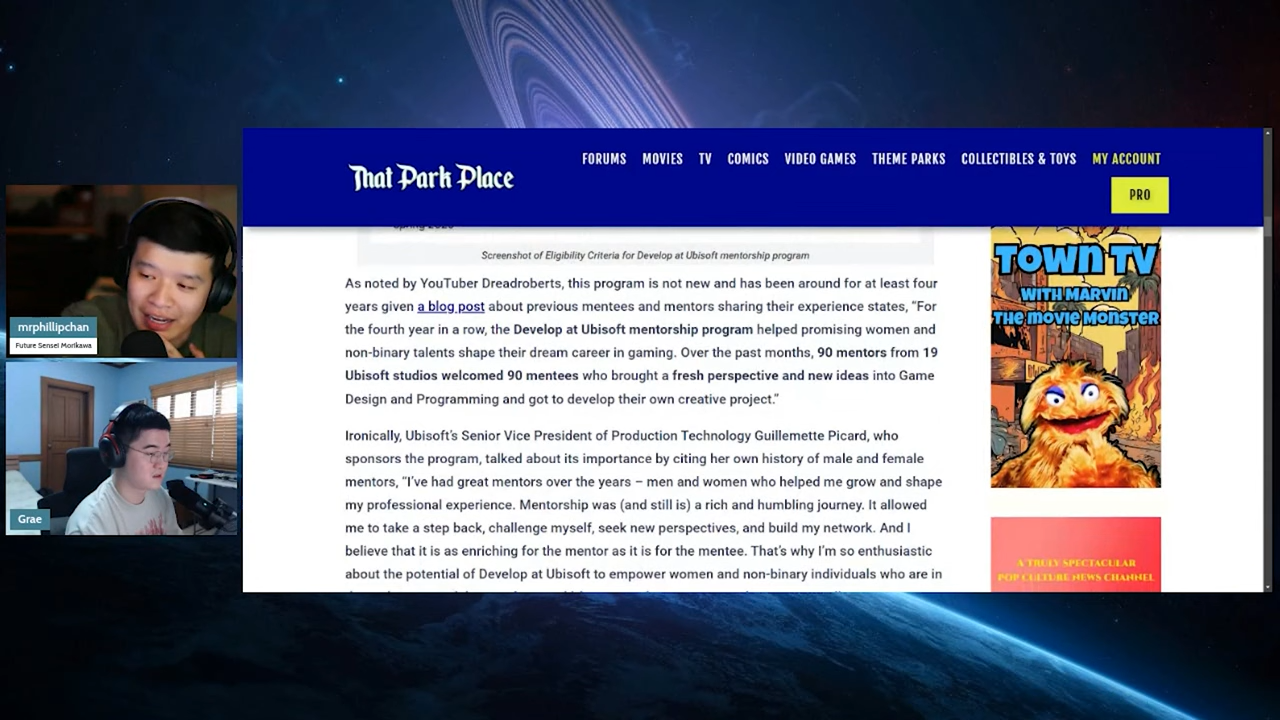 That Park Place
FORUMS MOVIES TV COMICS VIDEO GAMES THEME PARKS COLLECTIBLES & TOYS MY ACCOUNT
PRO
Screenshot of Eligibility Criteria for Develop at Ubisoft mentorship program
As noted by YouTuber Dreadroberts, this program is not new and has been around for at least four
years given a blog post about previous mentees and mentors sharing their experience states, “For
the fourth year in a row, the Develop at Ubisoft mentorship program helped promising women and
non-binary talents shape their dream career in gaming. Over the past months, 90 mentors from 19
Ubisoft studios welcomed 90 mentees who brought a fresh perspective and new ideas into Game
Design and Programming and got to develop their own creative project.”
Ironically, Ubisoft’s Senior Vice President of Production Technology Guillemette Picard, who
sponsors the program, talked about its importance by citing her own history of male and female
mentors, “I’ve had great mentors over the years – men and women who helped me grow and shape
my professional experience. Mentorship was (and still is) a rich and humbling journey. It allowed
me to take a step back, challenge myself, seek new perspectives, and build my network. And I
believe that it is as enriching for the mentor as it is for the mentee. That’s why I’m so enthusiastic
about the potential of Develop at Ubisoft to empower women and non-binary individuals who are in
TOWN TV
WITH MARVIN
THE MOVIE MONSTER
A TRULY SPECTACULAR
POP CULTURE NEWS CHANNEL
mrphillipchan
Future Sensei Morikawa
Grae